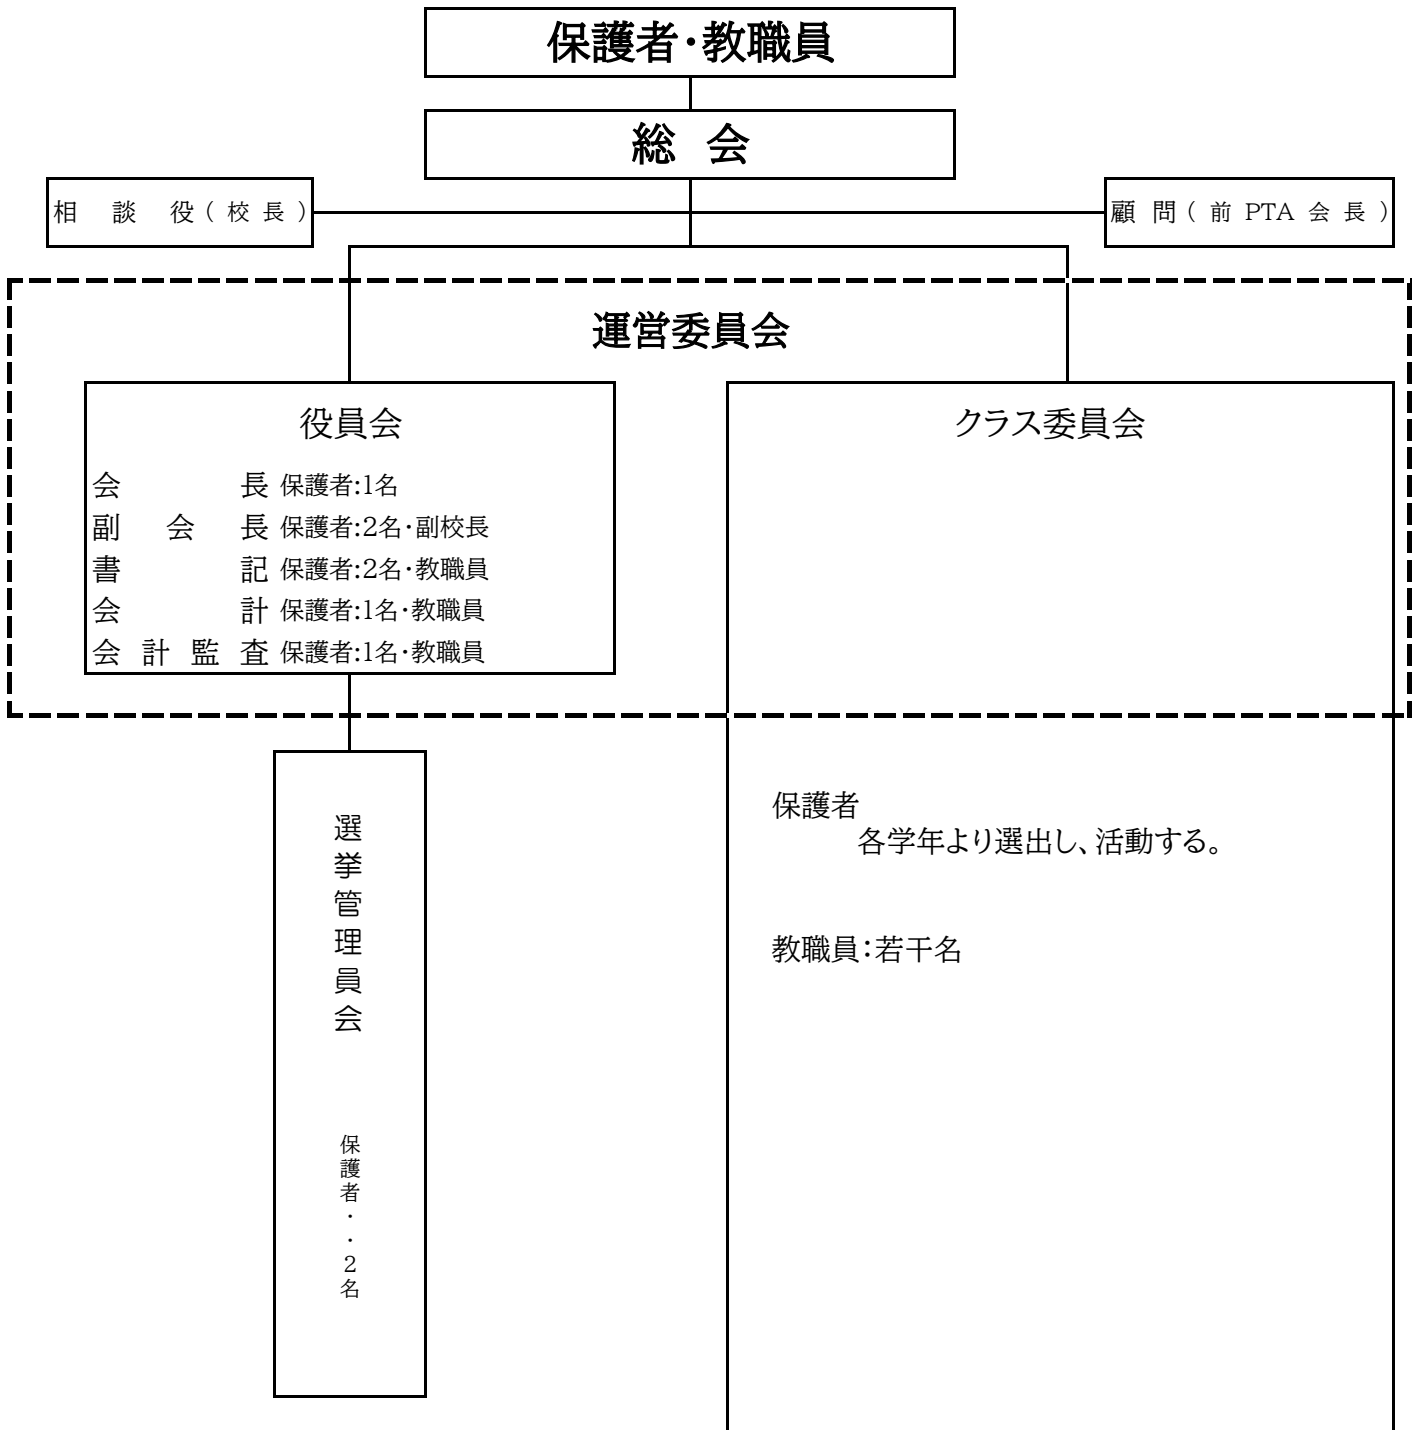 保護者・教職員
総 会
相 談 役（校長）
顧問（前PTA会長）
運営委員会
役員会
会 長 保護者:1名
副 会 長 保護者:2名・副校長
書 記 保護者:2名・教職員
会 計 保護者:1名・教職員
会 計 監 査 保護者:1名・教職員
クラス委員会
選挙管理員会 保護者・・2名
保護者
各学年より選出し、活動する。
教職員：若干名